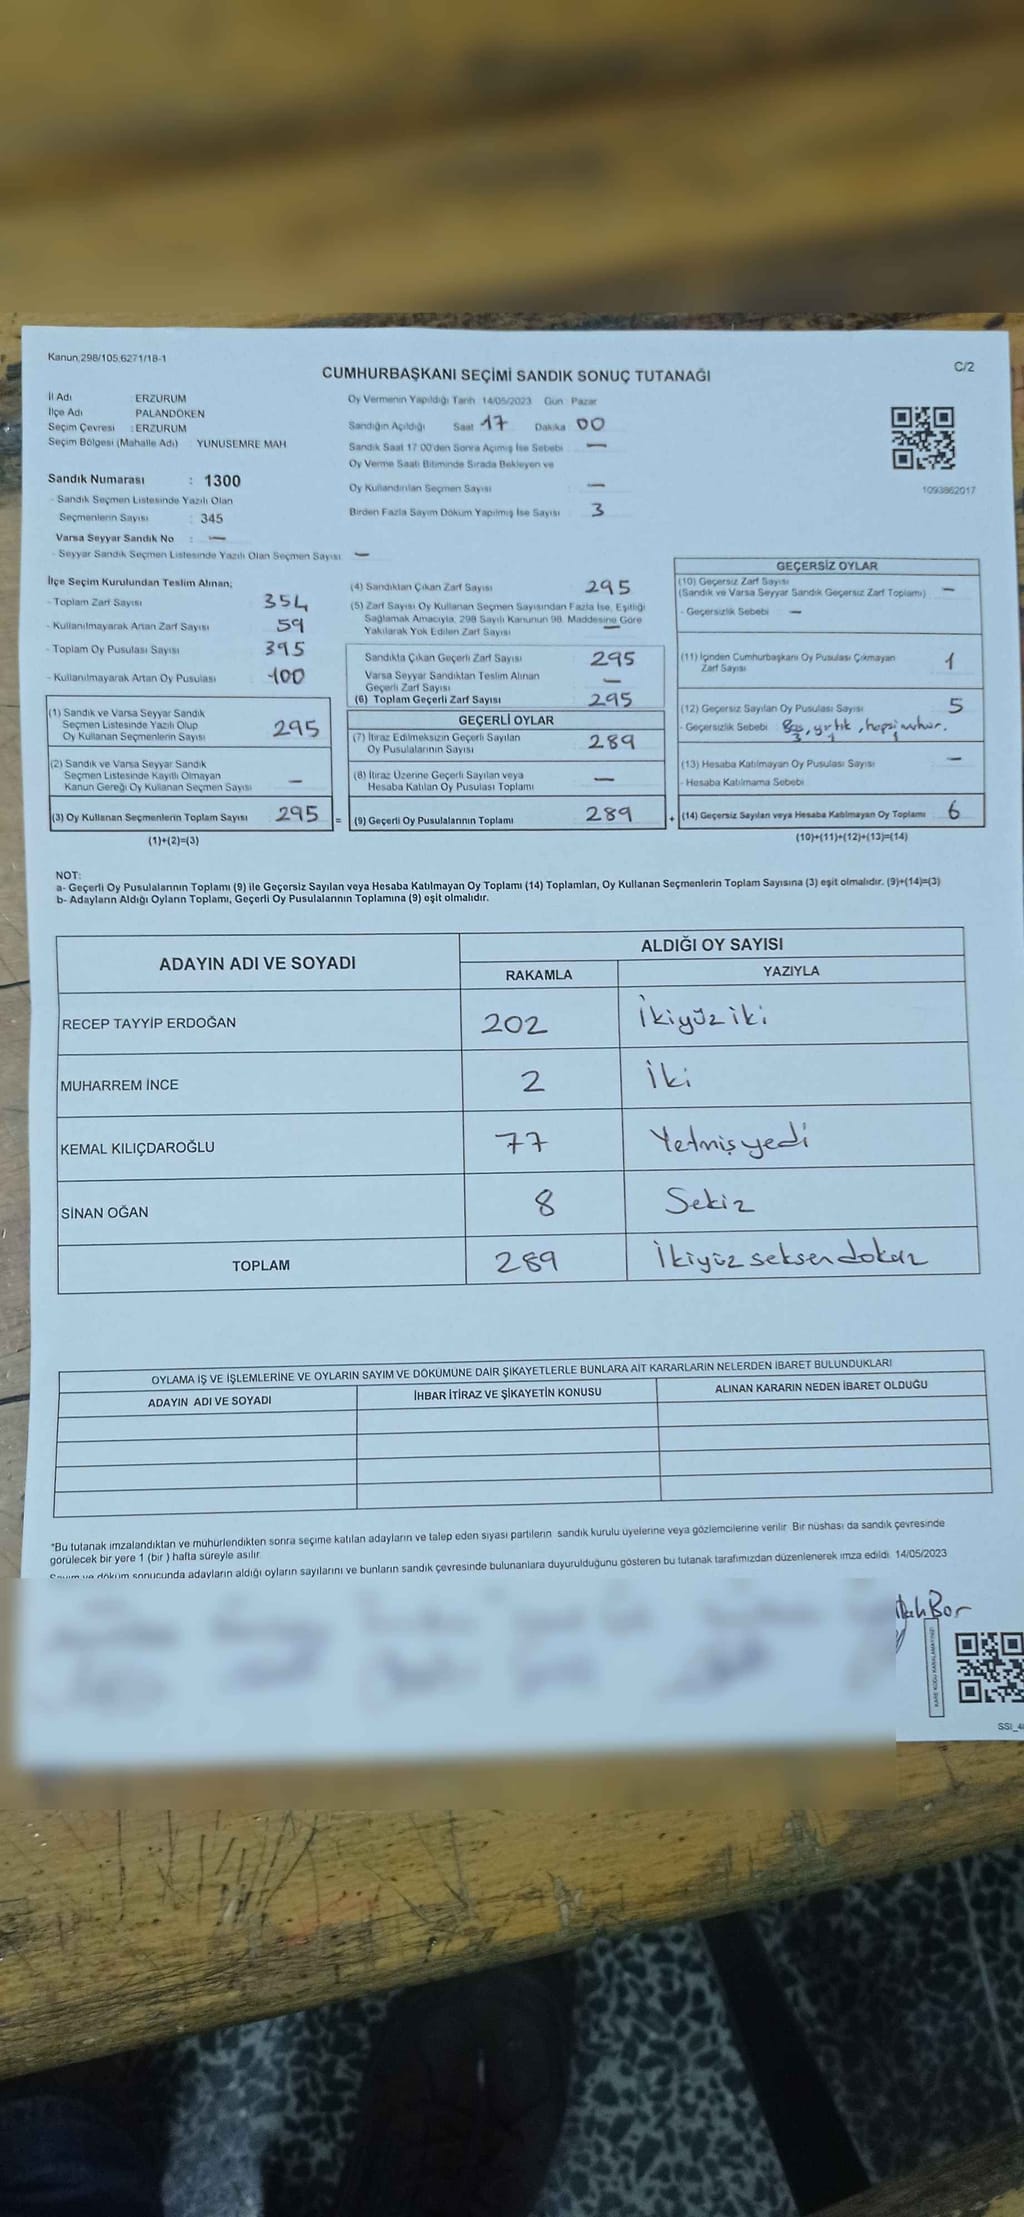 Kanun.298/105,6271/18-1
C/2
CUMHURBAŞKANI SEÇİMİ SANDIK SONUÇ TUTANAĞI
İl Adı : ERZURUM
İlçe Adı : PALANDÖKEN
Seçim Çevresi : ERZURUM
Seçim Bölgesi (Mahalle Adı) : YUNUSEMRE MAH
Sandık Numarası : 1300
- Sandık Seçmen Listesinde Yazılı Olan
Seçmenlerin Sayısı : 345
Varsa Seyyar Sandık No : —
- Seyyar Sandık Seçmen Listesinde Yazılı Olan Seçmen Sayısı : —
Oy Vermenin Yapıldığı Tarih 14/05/2023 Gün Pazar
Sandığın Açıldığı Saat 17 Dakika 00
Sandık Saat 17:00'den Sonra Açımış İse Sebebi —
Oy Verme Saati Bitiminde Sırada Bekleyen ve
Oy Kullandırılan Seçmen Sayısı : —
Birden Fazla Sayım Döküm Yapılmış İse Sayısı : 3
1093862017
İlçe Seçim Kurulundan Teslim Alınan;
- Toplam Zarf Sayısı 354
- Kullanılmayarak Artan Zarf Sayısı 59
- Toplam Oy Pusulası Sayısı 395
- Kullanılmayarak Artan Oy Pusulası 100
(1) Sandık ve Varsa Seyyar Sandık
Seçmen Listesinde Yazılı Olup
Oy Kullanan Seçmenlerin Sayısı 295
(2) Sandık ve Varsa Seyyar Sandık
Seçmen Listesinde Kayıtlı Olmayan
Kanun Gereği Oy Kullanan Seçmen Sayısı —
(3) Oy Kullanan Seçmenlerin Toplam Sayısı 295 =
(1)+(2)=(3)
(4) Sandıktan Çıkan Zarf Sayısı 295
(5) Zarf Sayısı Oy Kullanan Seçmen Sayısından Fazla İse, Eşitliği
Sağlamak Amacıyla, 298 Sayılı Kanunun 98. Maddesine Göre
Yakılarak Yok Edilen Zarf Sayısı —
Sandıkta Çıkan Geçerli Zarf Sayısı 295
Varsa Seyyar Sandıktan Teslim Alınan
Geçerli Zarf Sayısı —
(6) Toplam Geçerli Zarf Sayısı 295
GEÇERLİ OYLAR
(7) İtiraz Edilmeksizin Geçerli Sayılan
Oy Pusulalarının Sayısı 289
(8) İtiraz Üzerine Geçerli Sayılan veya
Hesaba Katılan Oy Pusulası Toplamı —
(9) Geçerli Oy Pusulalarının Toplamı 289 +
GEÇERSİZ OYLAR
(10) Geçersiz Zarf Sayısı
(Sandık ve Varsa Seyyar Sandık Geçersiz Zarf Toplamı) —
- Geçersizlik Sebebi —
(11) İçinden Cumhurbaşkanı Oy Pusulası Çıkmayan
Zarf Sayısı 1
(12) Geçersiz Sayılan Oy Pusulası Sayısı 5
- Geçersizlik Sebebi : Boş, yırtık, hepsi mühür.
3 1 1
(13) Hesaba Katılmayan Oy Pusulası Sayısı —
- Hesaba Katılmama Sebebi
(14) Geçersiz Sayılan veya Hesaba Katılmayan Oy Toplamı 6
(10)+(11)+(12)+(13)=(14)
NOT:
a- Geçerli Oy Pusulalarının Toplamı (9) ile Geçersiz Sayılan veya Hesaba Katılmayan Oy Toplamı (14) Toplamları, Oy Kullanan Seçmenlerin Toplam Sayısına (3) eşit olmalıdır. (9)+(14)=(3)
b- Adayların Aldığı Oyların Toplamı, Geçerli Oy Pusulalarının Toplamına (9) eşit olmalıdır.
ADAYIN ADI VE SOYADI
ALDIĞI OY SAYISI
RAKAMLA YAZIYLA
RECEP TAYYİP ERDOĞAN 202 İkiyüz iki
MUHARREM İNCE 2 İki
KEMAL KILIÇDAROĞLU 77 Yetmiş yedi
SİNAN OĞAN 8 Sekiz
TOPLAM 289 İkiyüz seksen dokuz
OYLAMA İŞ VE İŞLEMLERİNE VE OYLARIN SAYIM VE DÖKÜMÜNE DAİR ŞİKAYETLERLE BUNLARA AİT KARARLARIN NELERDEN İBARET BULUNDUKLARI
ADAYIN ADI VE SOYADI
İHBAR İTİRAZ VE ŞİKAYETİN KONUSU
ALINAN KARARIN NEDEN İBARET OLDUĞU
*Bu tutanak imzalandıktan ve mühürlendikten sonra seçime katılan adayların ve talep eden siyasi partilerin sandık kurulu üyelerine veya gözlemcilerine verilir. Bir nüshası da sandık çevresinde
görülecek bir yere 1 (bir ) hafta süreyle asılır.
Sayım ve döküm sonucunda adayların aldığı oyların sayılarını ve bunların sandık çevresinde bulunanlara duyurulduğunu gösteren bu tutanak tarafımızdan düzenlenerek imza edildi. 14/05/2023
Bor
KARE KODU KARALAMAYINIZ!
SSI_4